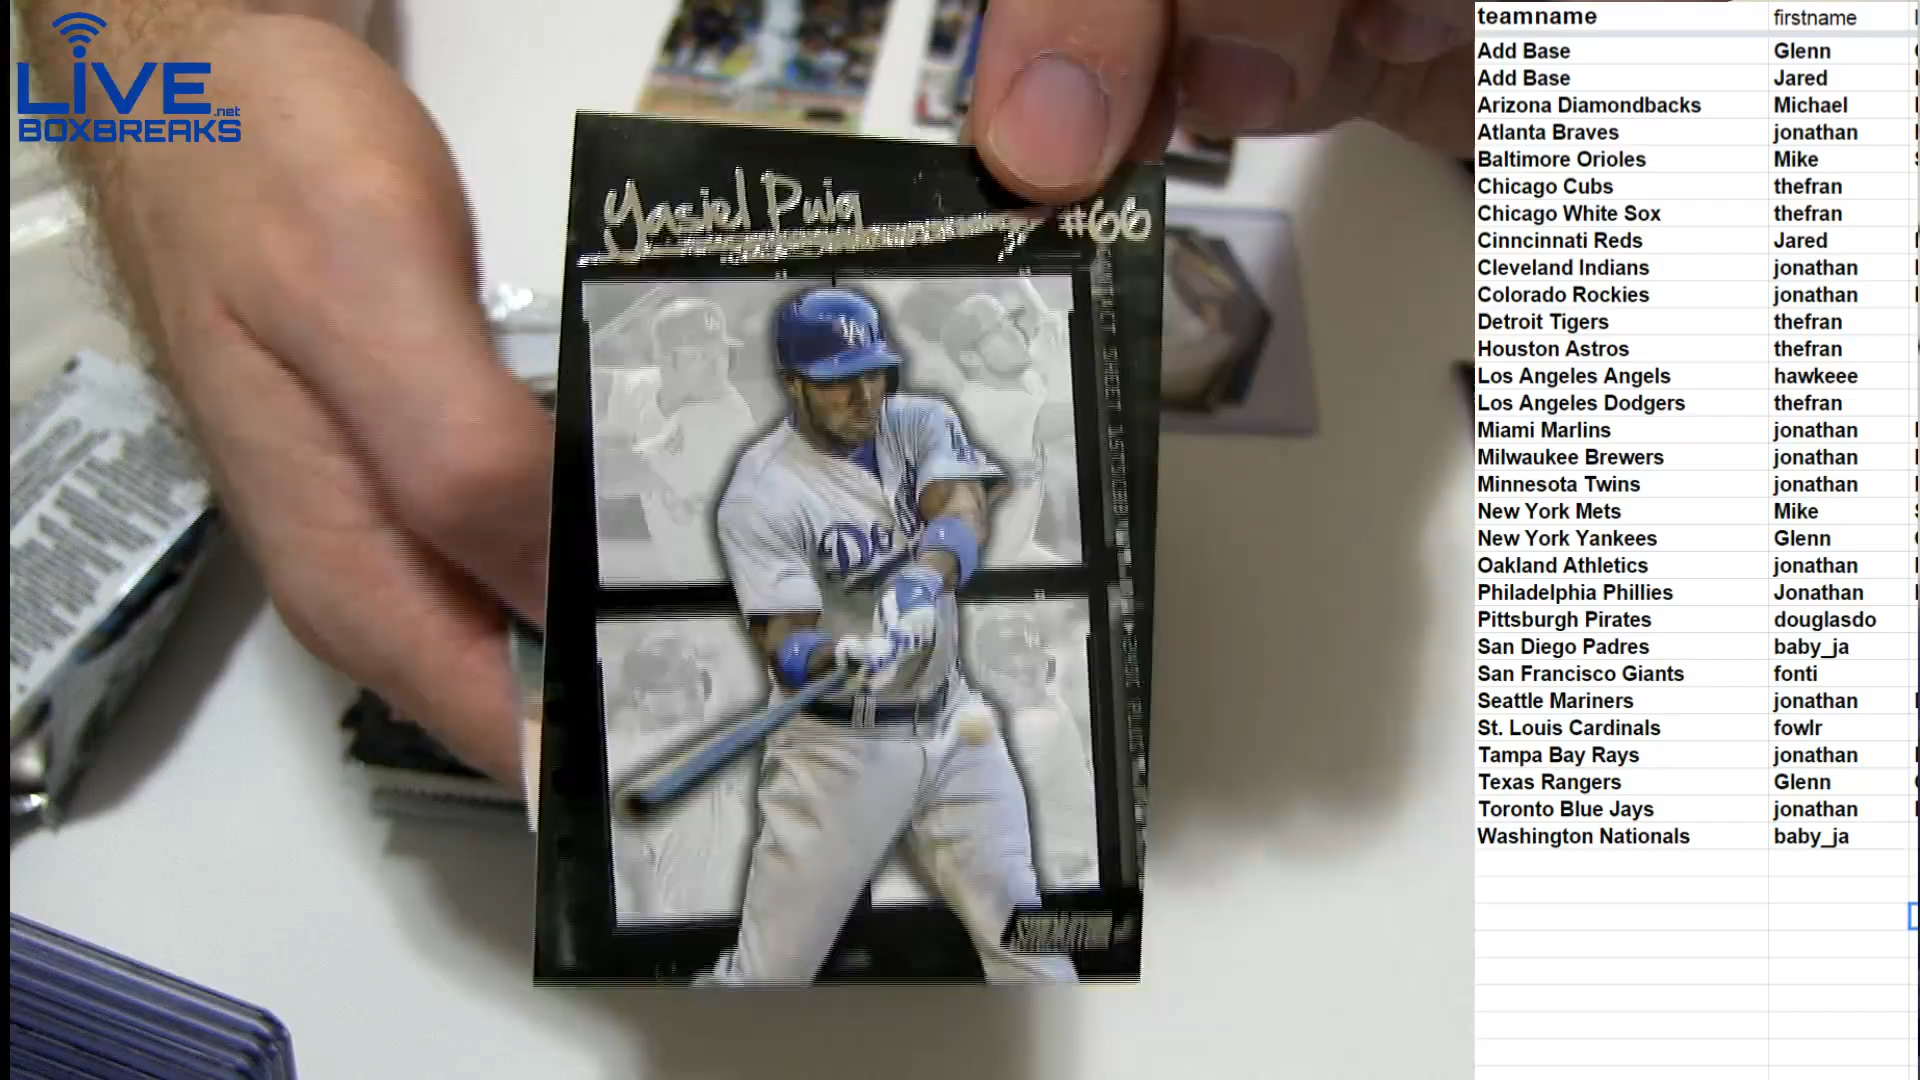 LiVE
.net
BOXBREAKS
Yasiel Puig
#66
teamname firstname
Add Base Glenn
Add Base Jared
Arizona Diamondbacks Michael
Atlanta Braves jonathan
Baltimore Orioles Mike
Chicago Cubs thefran
Chicago White Sox thefran
Cinncinnati Reds Jared
Cleveland Indians jonathan
Colorado Rockies jonathan
Detroit Tigers thefran
Houston Astros thefran
Los Angeles Angels hawkeee
Los Angeles Dodgers thefran
Miami Marlins jonathan
Milwaukee Brewers jonathan
Minnesota Twins jonathan
New York Mets Mike
New York Yankees Glenn
Oakland Athletics jonathan
Philadelphia Phillies Jonathan
Pittsburgh Pirates douglasdo
San Diego Padres baby_ja
San Francisco Giants fonti
Seattle Mariners jonathan
St. Louis Cardinals fowlr
Tampa Bay Rays jonathan
Texas Rangers Glenn
Toronto Blue Jays jonathan
Washington Nationals baby_ja